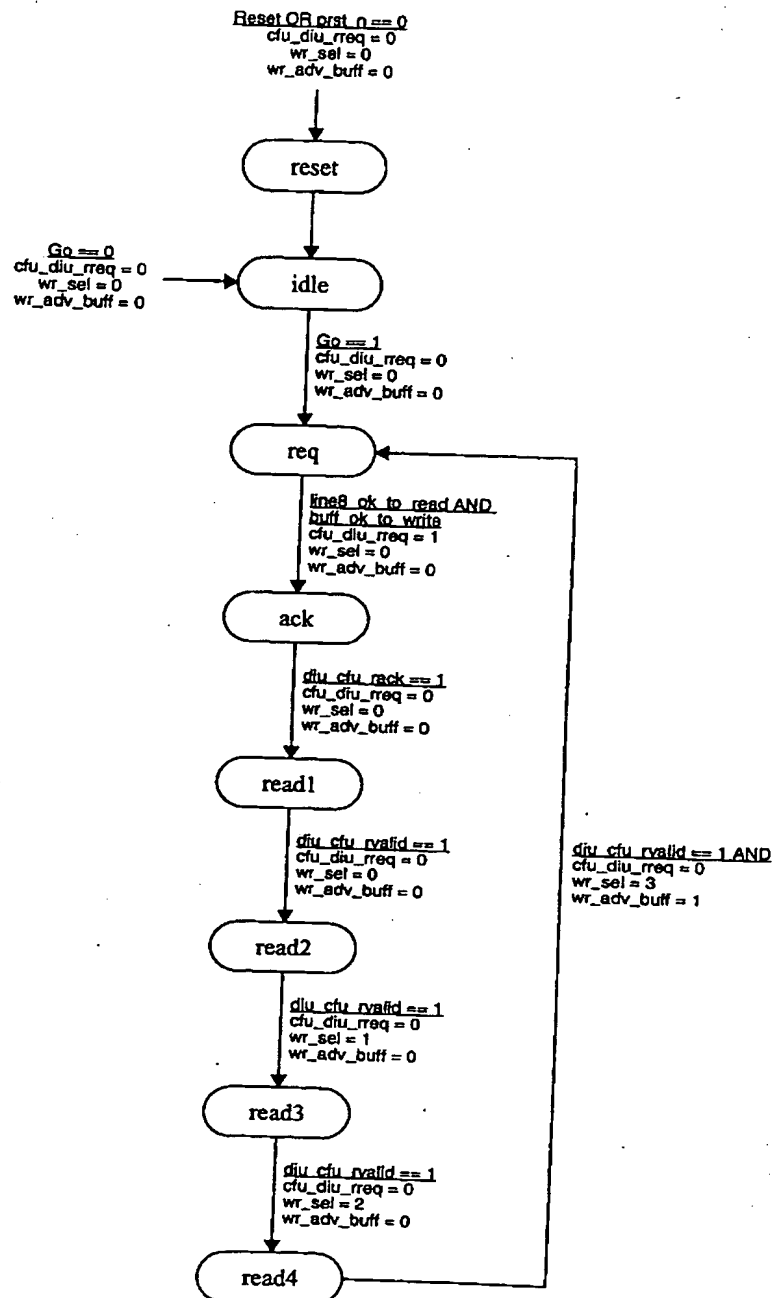 Reset OR prst_n == 0
cfu_diu_rreq = 0
wr_sel = 0
wr_adv_buff = 0
reset
Go == 0
cfu_diu_rreq = 0
wr_sel = 0
wr_adv_buff = 0
idle
Go == 1
cfu_diu_rreq = 0
wr_sel = 0
wr_adv_buff = 0
req
line8_ok_to_read AND
buff_ok_to_write
cfu_diu_rreq = 1
wr_sel = 0
wr_adv_buff = 0
ack
diu_cfu_rack == 1
cfu_diu_rreq = 0
wr_sel = 0
wr_adv_buff = 0
read1
diu_cfu_rvalid == 1
cfu_diu_rreq = 0
wr_sel = 0
wr_adv_buff = 0
diu_cfu_rvalid == 1 AND
cfu_diu_rreq = 0
wr_sel = 3
wr_adv_buff = 1
read2
diu_cfu_rvalid == 1
cfu_diu_rreq = 0
wr_sel = 1
wr_adv_buff = 0
read3
diu_cfu_rvalid == 1
cfu_diu_rreq = 0
wr_sel = 2
wr_adv_buff = 0
read4